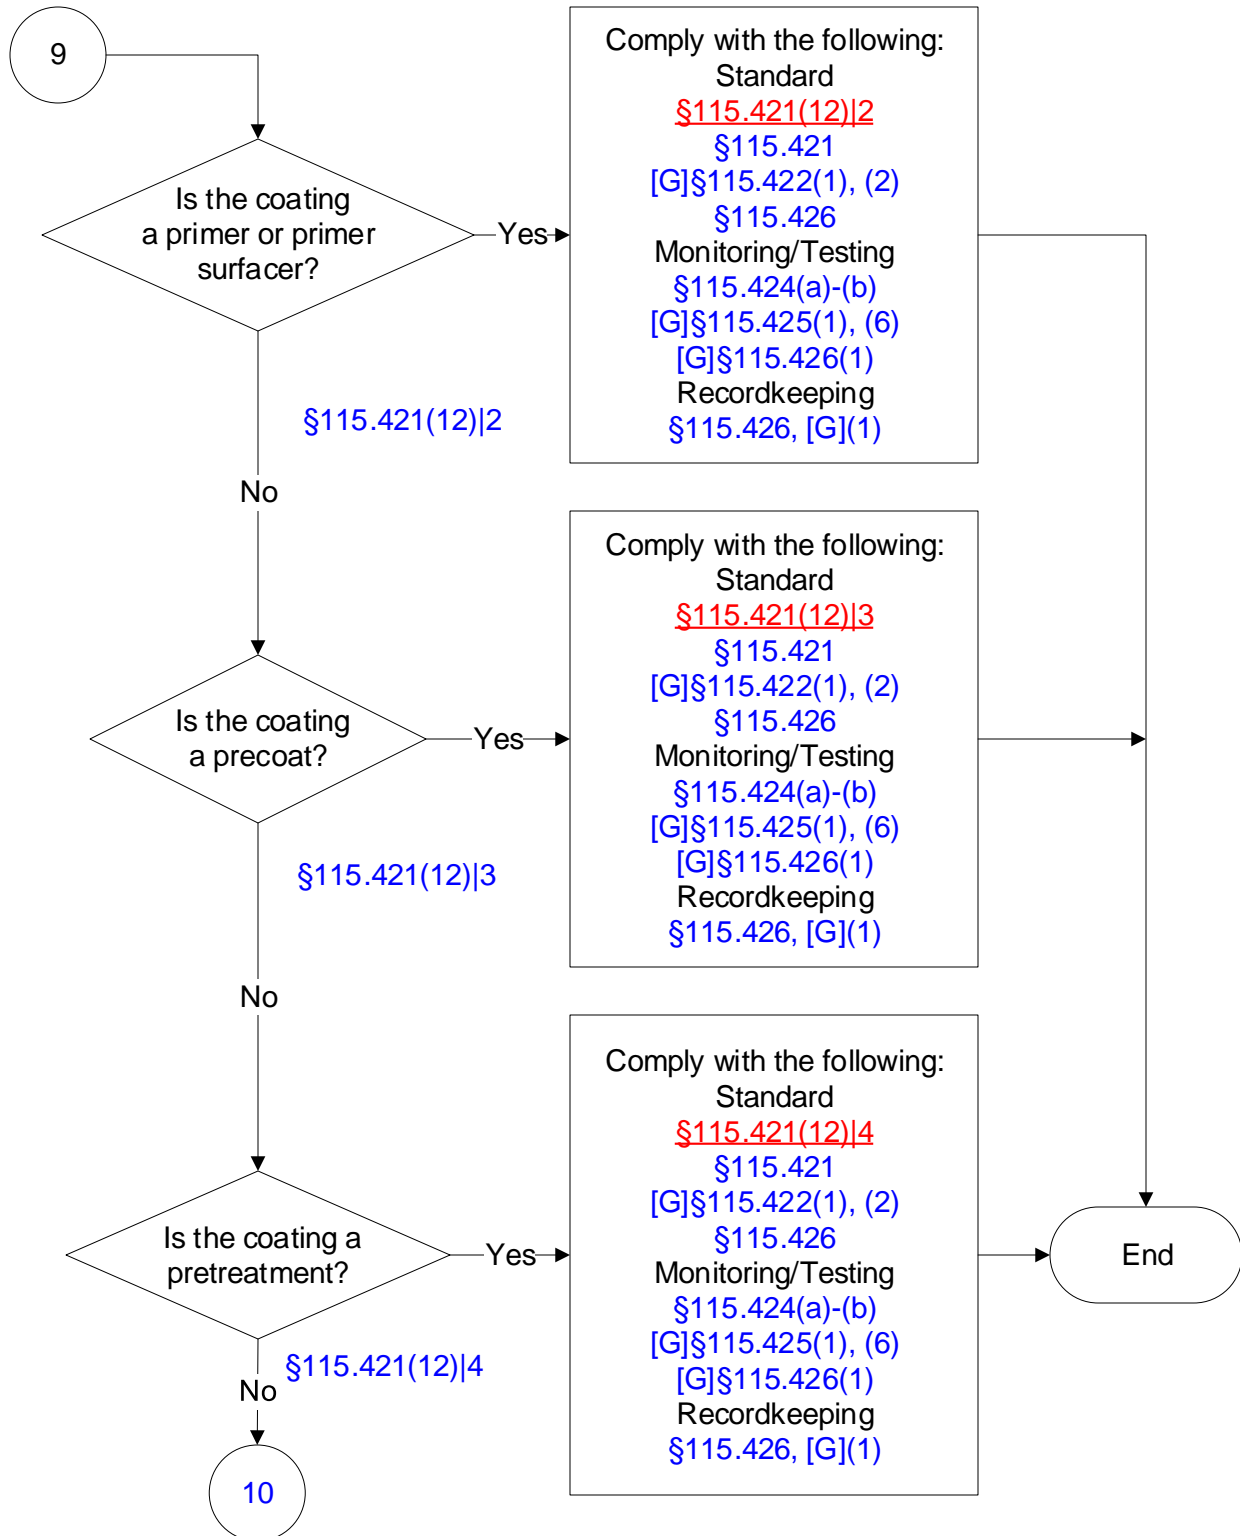 9
Is the coating
a primer or primer
surfacer?
Yes
Comply with the following:
Standard
§115.421(12)|2
§115.421
[G]§115.422(1), (2)
§115.426
Monitoring/Testing
§115.424(a)-(b)
[G]§115.425(1), (6)
[G]§115.426(1)
Recordkeeping
§115.426, [G](1)
§115.421(12)|2
No
Is the coating
a precoat?
Yes
Comply with the following:
Standard
§115.421(12)|3
§115.421
[G]§115.422(1), (2)
§115.426
Monitoring/Testing
§115.424(a)-(b)
[G]§115.425(1), (6)
[G]§115.426(1)
Recordkeeping
§115.426, [G](1)
§115.421(12)|3
No
Is the coating a
pretreatment?
Yes
Comply with the following:
Standard
§115.421(12)|4
§115.421
[G]§115.422(1), (2)
§115.426
Monitoring/Testing
§115.424(a)-(b)
[G]§115.425(1), (6)
[G]§115.426(1)
Recordkeeping
§115.426, [G](1)
End
§115.421(12)|4
No
10